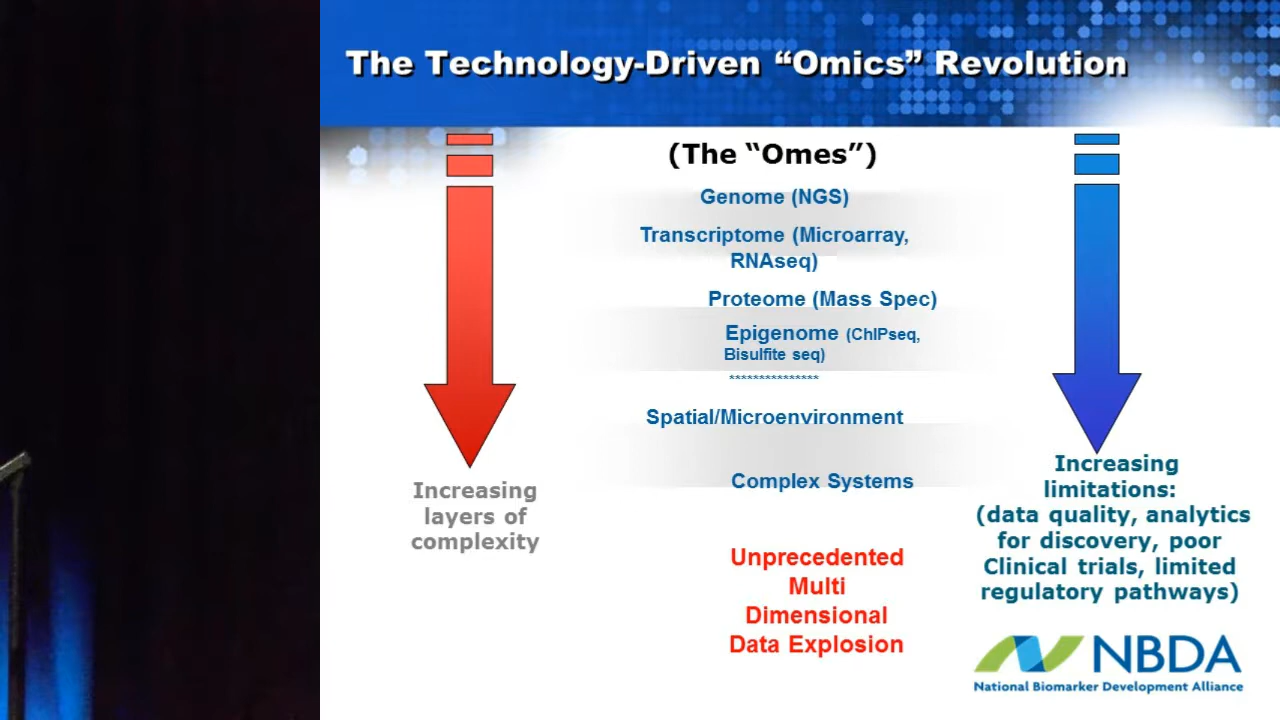 The Technology-Driven “Omics” Revolution
(The “Omes”)
Genome (NGS)
Transcriptome (Microarray,
RNAseq)
Proteome (Mass Spec)
Epigenome (ChIPseq,
Bisulfite seq)
***************
Spatial/Microenvironment
Complex Systems
Increasing
layers of
complexity
Unprecedented
Multi
Dimensional
Data Explosion
Increasing
limitations:
(data quality, analytics
for discovery, poor
Clinical trials, limited
regulatory pathways)
NBDA
National Biomarker Development Alliance